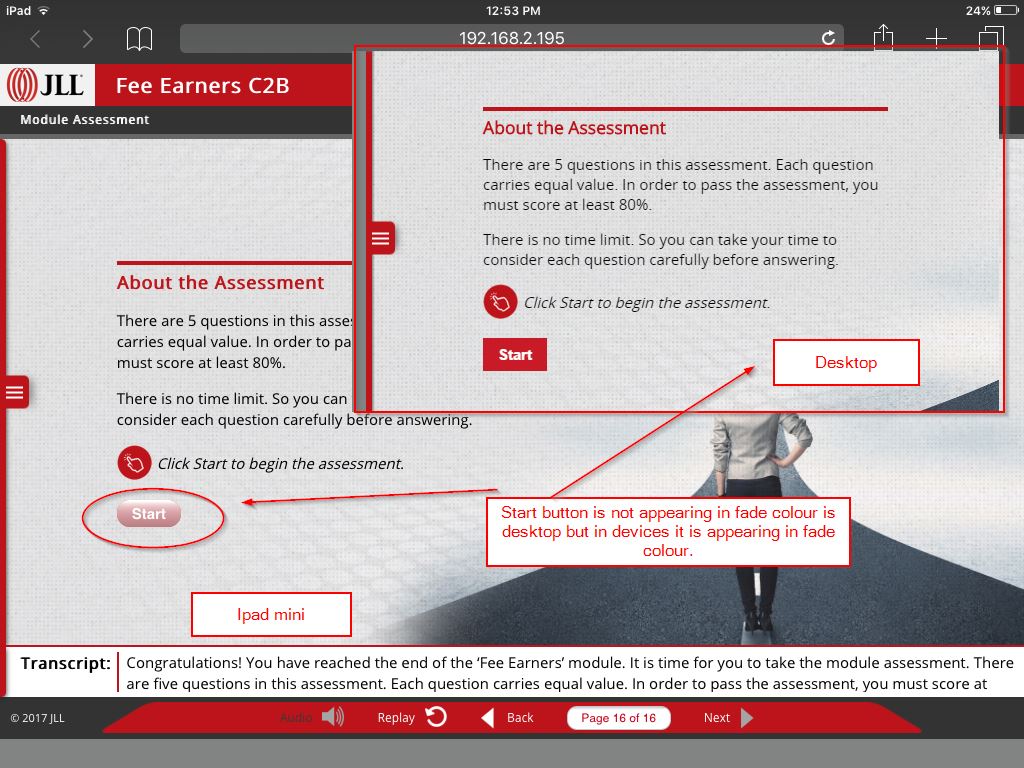 iPad
12:53 PM
24%
192.168.2.195
JLL
Fee Earners C2B
Module Assessment
About the Assessment
There are 5 questions in this asse
carries equal value. In order to pa
must score at least 80%.
There is no time limit. So you can
consider each question carefully before answering.
Click Start to begin the assessment.
Start
About the Assessment
There are 5 questions in this assessment. Each question
carries equal value. In order to pass the assessment, you
must score at least 80%.
There is no time limit. So you can take your time to
consider each question carefully before answering.
Click Start to begin the assessment.
Start
Desktop
Start button is not appearing in fade colour is
desktop but in devices it is appearing in fade
colour.
Ipad mini
Transcript:
Congratulations! You have reached the end of the ‘Fee Earners’ module. It is time for you to take the module assessment. There
are five questions in this assessment. Each question carries equal value. In order to pass the assessment, you must score at
© 2017 JLL
Audio
Replay
Back
Page 16 of 16
Next